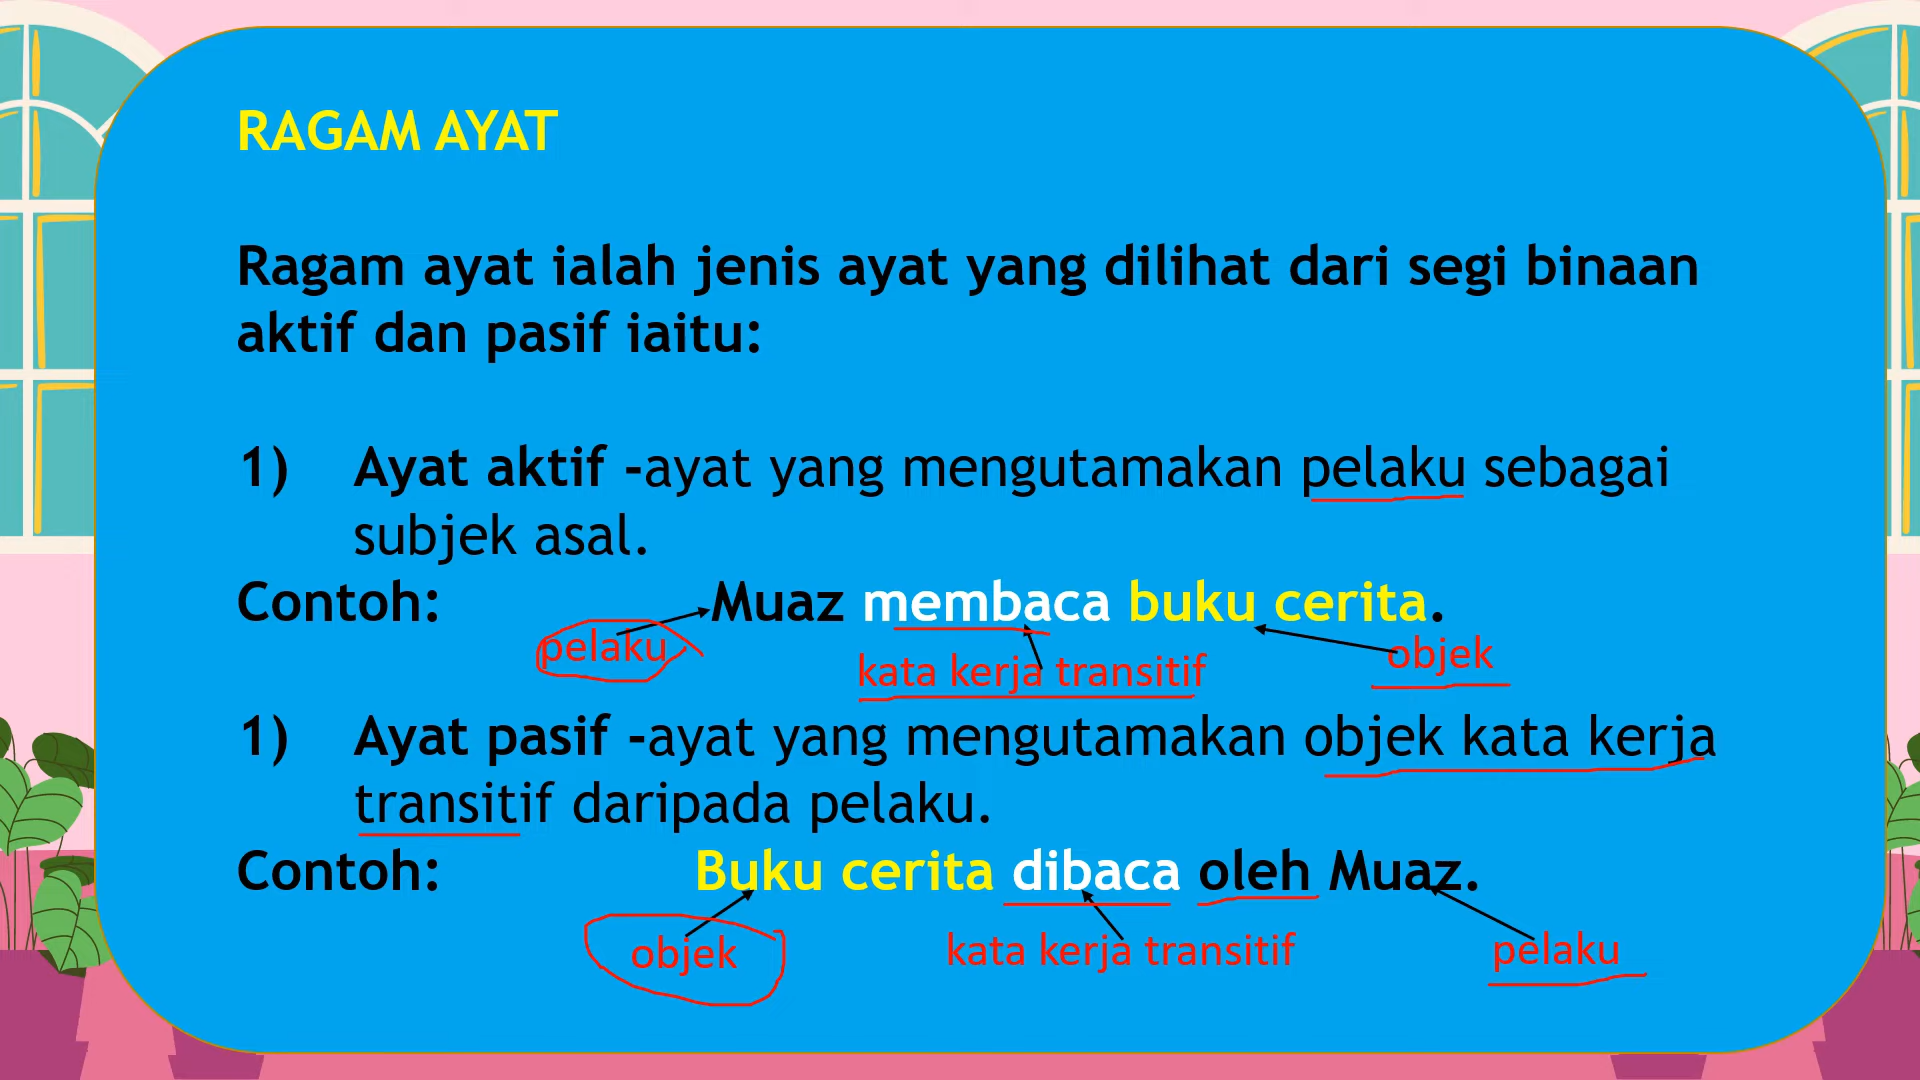 RAGAM AYAT
Ragam ayat ialah jenis ayat yang dilihat dari segi binaan
aktif dan pasif iaitu:
1) Ayat aktif -ayat yang mengutamakan pelaku sebagai
subjek asal.
Contoh: Muaz membaca buku cerita.
pelaku kata kerja transitif objek
1) Ayat pasif -ayat yang mengutamakan objek kata kerja
transitif daripada pelaku.
Contoh: Buku cerita dibaca oleh Muaz.
objek kata kerja transitif pelaku